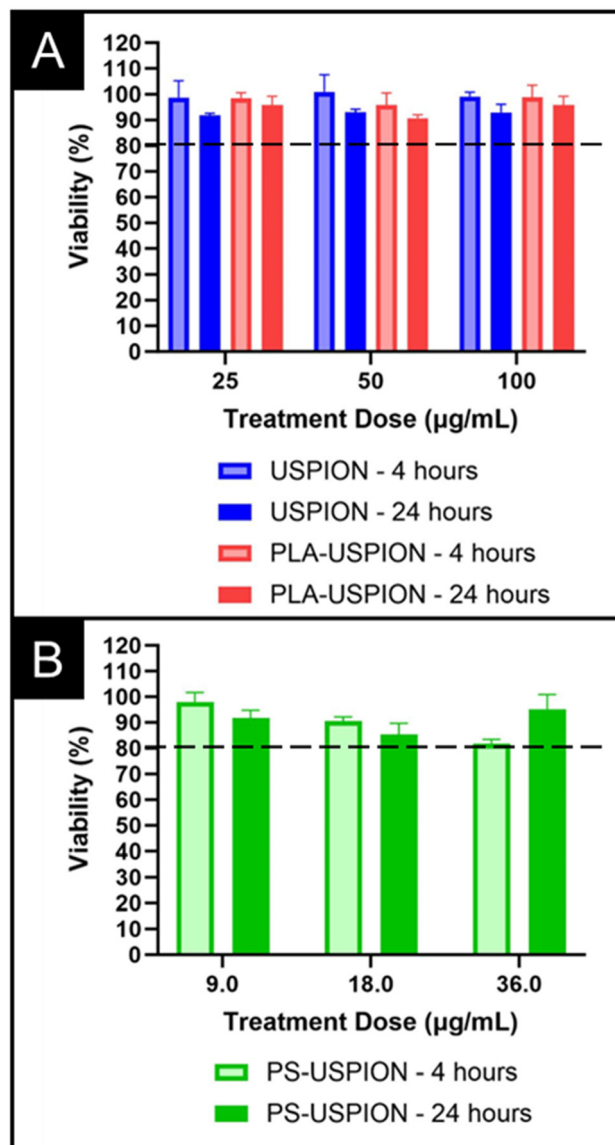 A
120
110
100
90
80
70
60
50
40
30
20
10
0
Viability (%)
25 50 100
Treatment Dose (µg/mL)
USPION - 4 hours
USPION - 24 hours
PLA-USPION - 4 hours
PLA-USPION - 24 hours
B
120
110
100
90
80
70
60
50
40
30
20
10
0
Viability (%)
9.0 18.0 36.0
Treatment Dose (µg/mL)
PS-USPION - 4 hours
PS-USPION - 24 hours